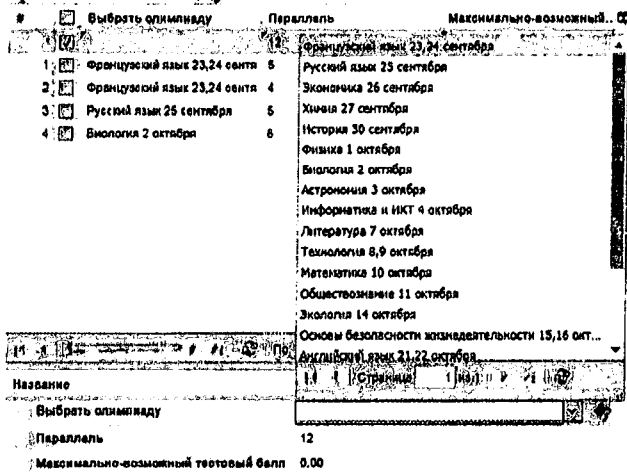 # Выбрать олимпиаду Параллель Максимально-возможный..
12
1 Французский язык 23,24 сентя 5
2 Французский язык 23,24 сентя 4
3 Русский язык 25 сентября 5
4 Биология 2 октября 6
Французский язык 23,24 сентября
Русский язык 25 сентября
Экономика 26 сентября
Химия 27 сентября
История 30 сентября
Физика 1 октября
Биология 2 октября
Астрономия 3 октября
Информатика и ИКТ 4 октября
Литература 7 октября
Технология 8,9 октября
Математика 10 октября
Обществознание 11 октября
Экология 14 октября
Основы безопасности жизнедеятельности 15,16 окт...
Английский язык 21,22 октября
Страница 1 из
Название
Выбрать олимпиаду
Параллель 12
Максимально-возможный тестовый балл 0,00